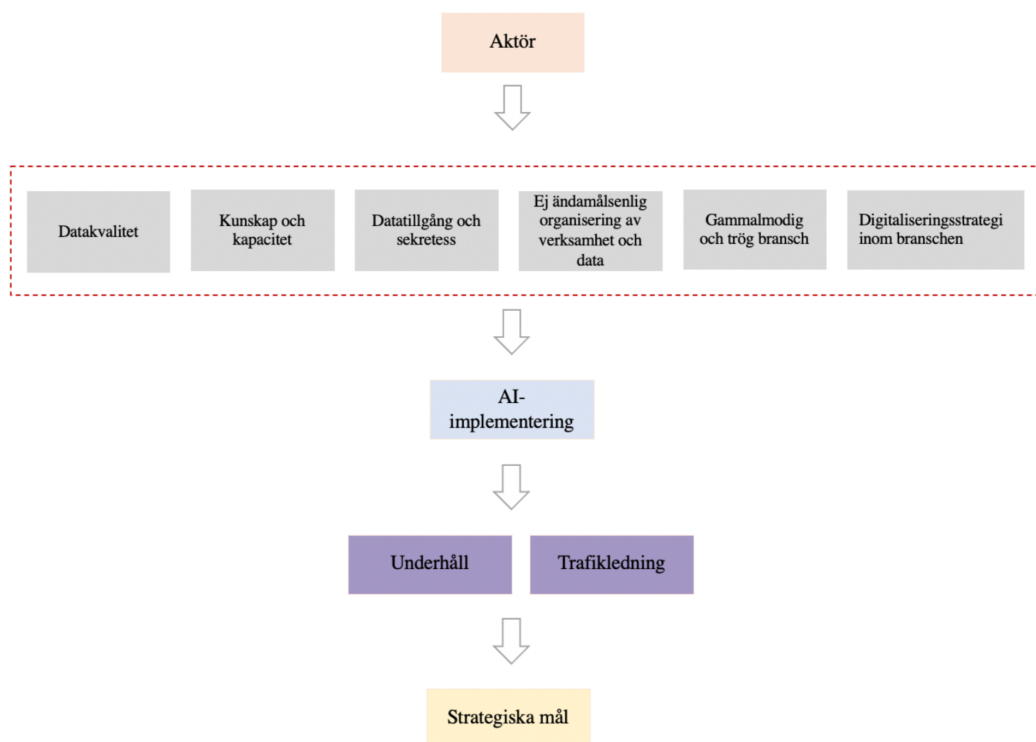 Aktör
Datakvalitet
Kunskap och
kapacitet
Datatillgång och
sekretess
Ej ändamålsenlig
organisering av
verksamhet och
data
Gammalmodig
och trög bransch
Digitaliseringsstrategi
inom branschen
AI-
implementering
Underhåll
Trafikledning
Strategiska mål